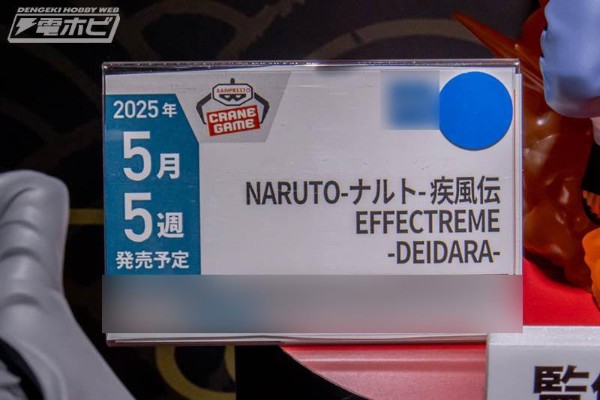 DENGEKI HOBBY WEB
電ホビ
2025年
5月
5週
発売予定
BANPRESTO
CRANE
GAME
NARUTO-ナルト- 疾風伝
EFFECTREME
-DEIDARA-
監